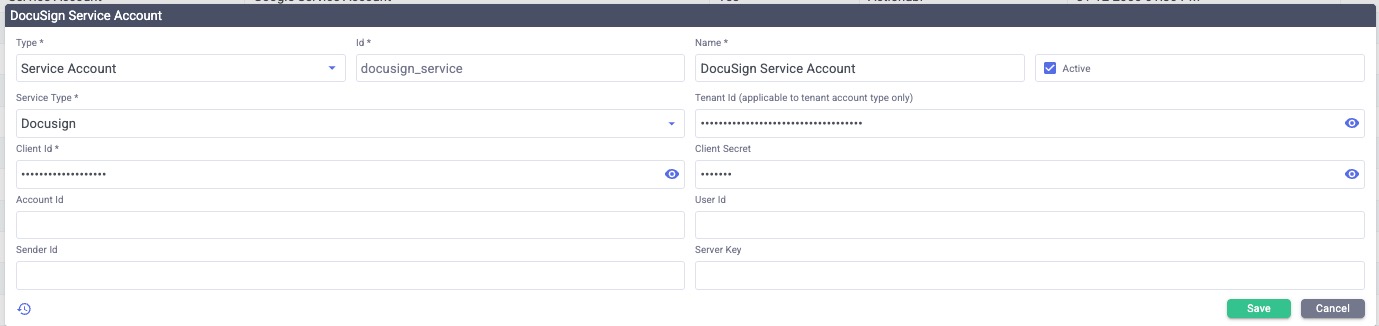 DocuSign Service Account
Type *
Id *
Name *
Service Account
docusign_service
DocuSign Service Account
Active
Service Type *
Tenant Id (applicable to tenant account type only)
Docusign
Client Id *
Client Secret
Account Id
User Id
Sender Id
Server Key
Save
Cancel